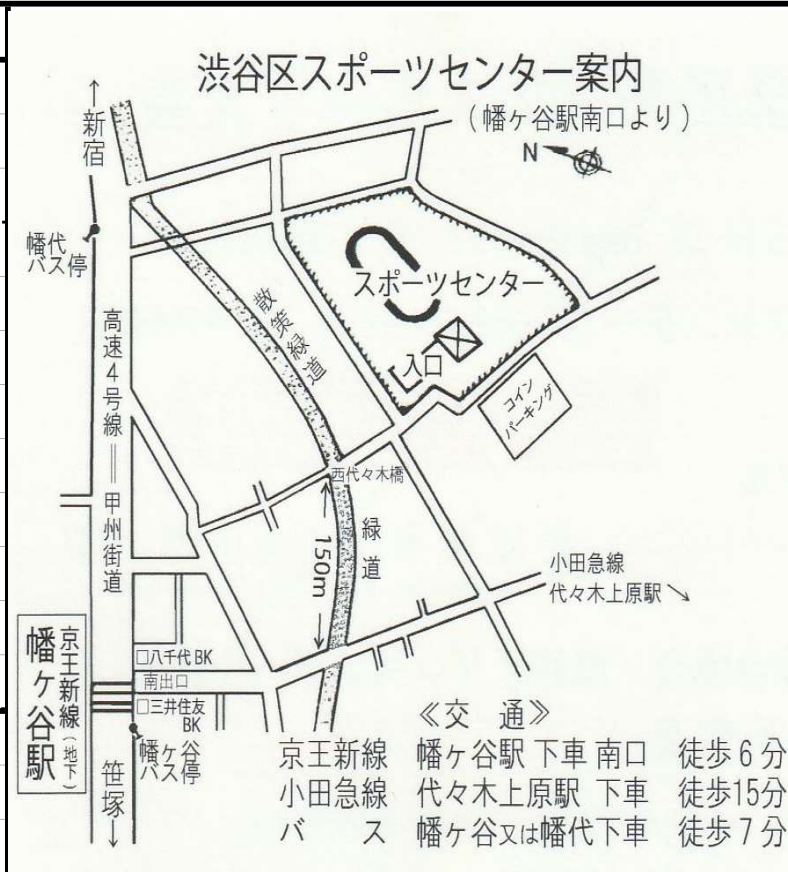 渋谷区スポーツセンター案内
(幡ヶ谷駅南口より)
N
↑新宿
幡代
バス停
スポーツセンター
散策緑道
入口
コイン
パーキング
高速4号線＝甲州街道
西代々木橋
緑道
150m
小田急線
代々木上原駅↘
□八千代BK
南出口
□三井住友
BK
京王新線(地下)
幡ヶ谷駅
幡ヶ谷
バス停
笹塚↓
≪交 通≫
京王新線 幡ヶ谷駅 下車 南口 徒歩6分
小田急線 代々木上原駅 下車 徒歩15分
バ ス 幡ヶ谷又は幡代下車 徒歩7分